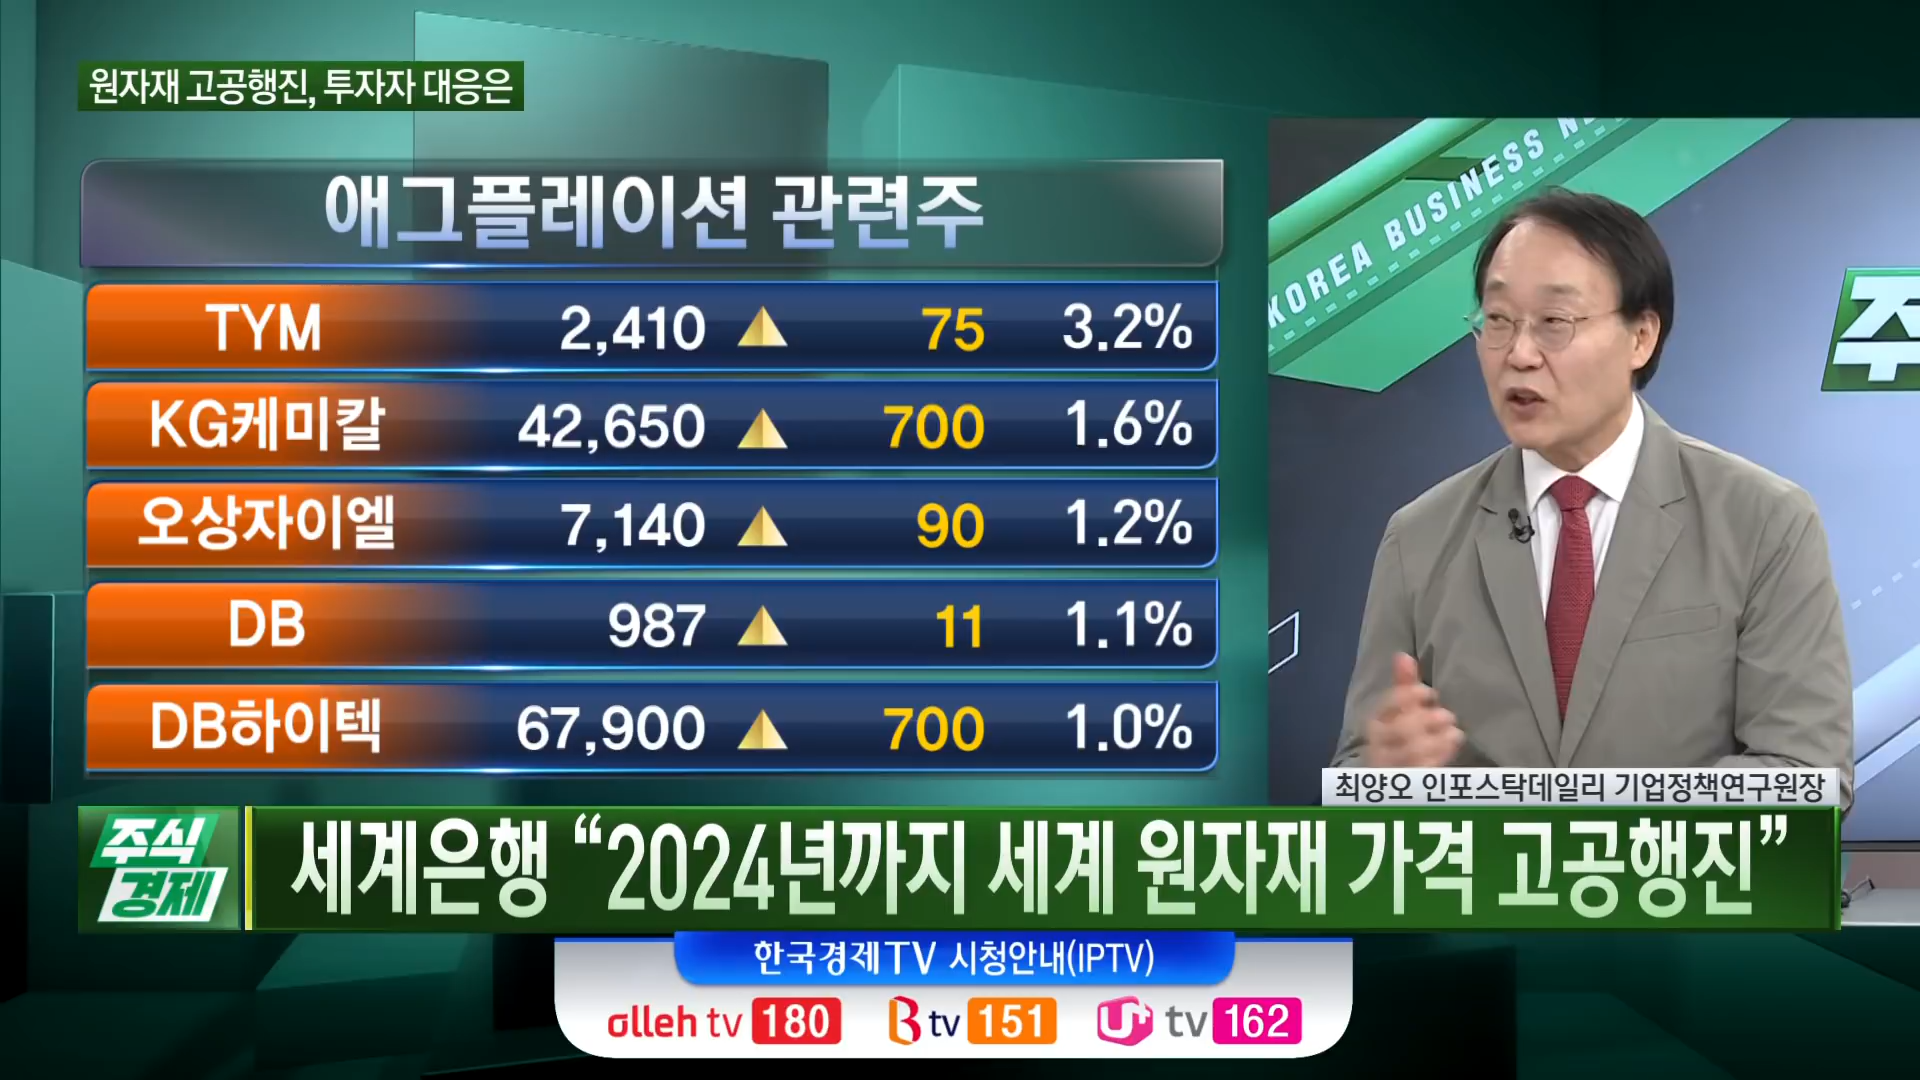 원자재 고공행진, 투자자 대응은
애그플레이션 관련주
TYM 2,410 ▲ 75 3.2%
KG케미칼 42,650 ▲ 700 1.6%
오상자이엘 7,140 ▲ 90 1.2%
DB 987 ▲ 11 1.1%
DB하이텍 67,900 ▲ 700 1.0%
KOREA BUSINESS
주
최양오 인포스탁데일리 기업정책연구원장
주식
경제
세계은행 “2024년까지 세계 원자재 가격 고공행진”
한국경제TV 시청안내(IPTV)
olleh tv 180 B tv 151 U+ tv 162